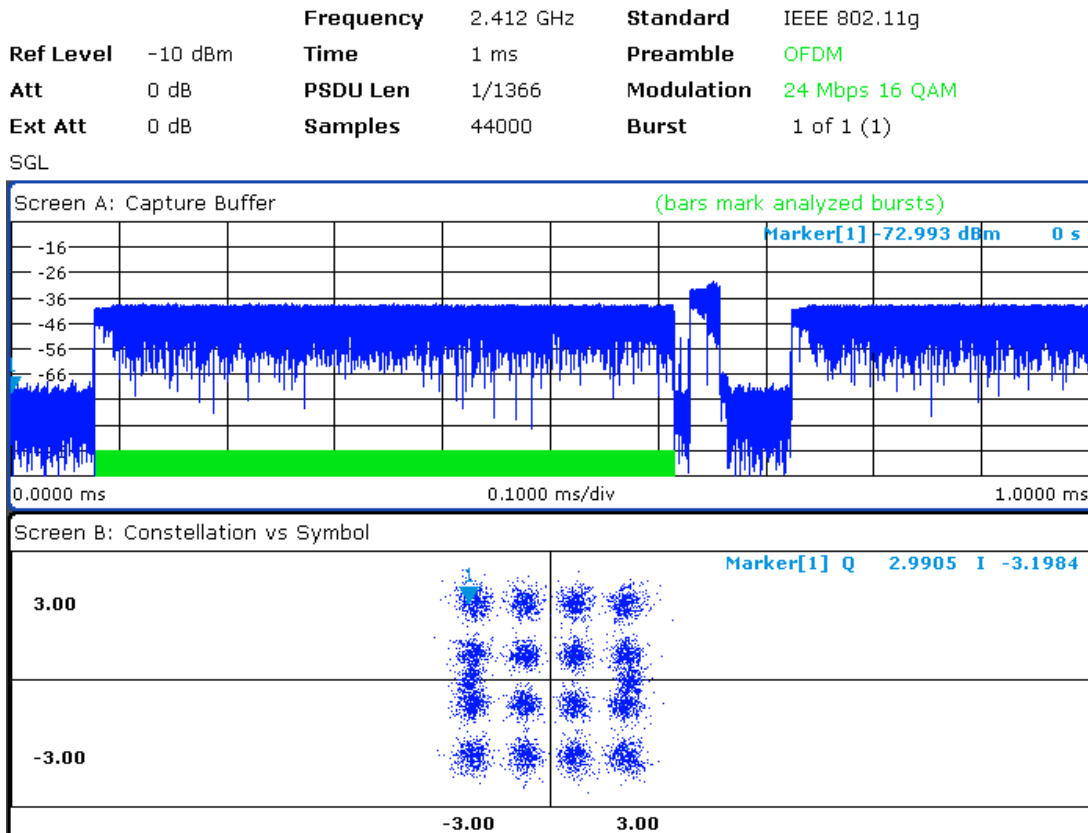 Frequency 2.412 GHz Standard IEEE 802.11g
Ref Level -10 dBm Time 1 ms Preamble OFDM
Att 0 dB PSDU Len 1/1366 Modulation 24 Mbps 16 QAM
Ext Att 0 dB Samples 44000 Burst 1 of 1 (1)
SGL
Screen A: Capture Buffer (bars mark analyzed bursts)
Marker[1] -72.993 dBm 0 s
-16
-26
-36
-46
-56
-66
0.0000 ms 0.1000 ms/div 1.0000 ms
Screen B: Constellation vs Symbol
Marker[1] Q 2.9905 I -3.1984
1
3.00
-3.00
-3.00 3.00